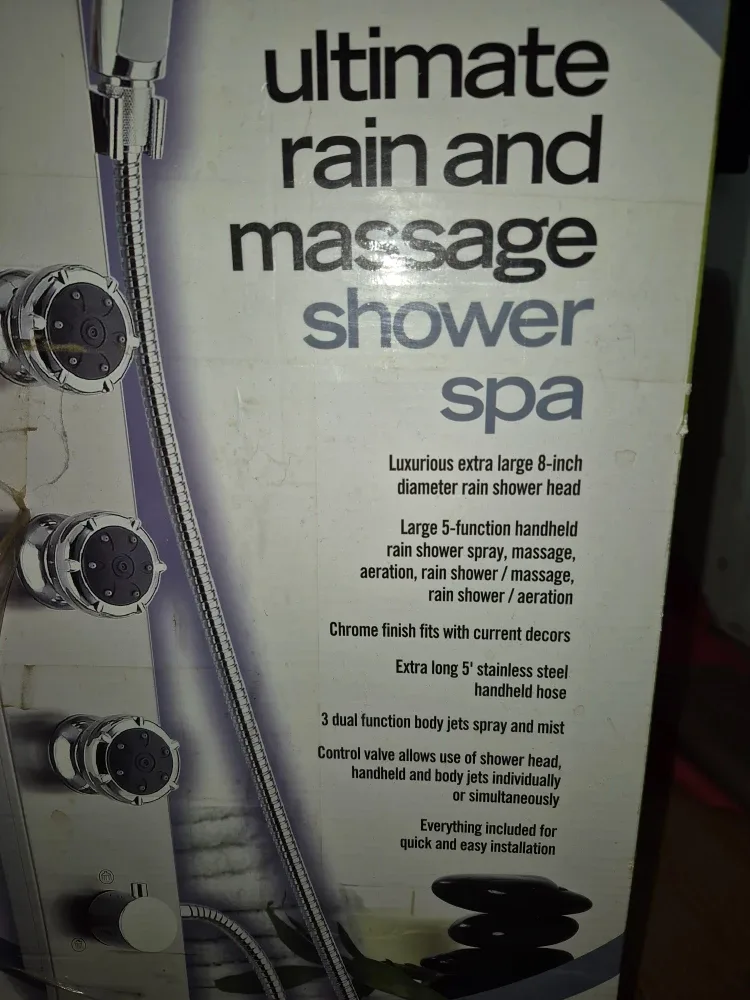 ultimate
rain and
massage
shower
spa
Luxurious extra large 8-inch
diameter rain shower head
Large 5-function handheld
rain shower spray, massage,
aeration, rain shower / massage,
rain shower / aeration
Chrome finish fits with current decors
Extra long 5' stainless steel
handheld hose
3 dual function body jets spray and mist
Control valve allows use of shower head,
handheld and body jets individually
or simultaneously
Everything included for
quick and easy installation